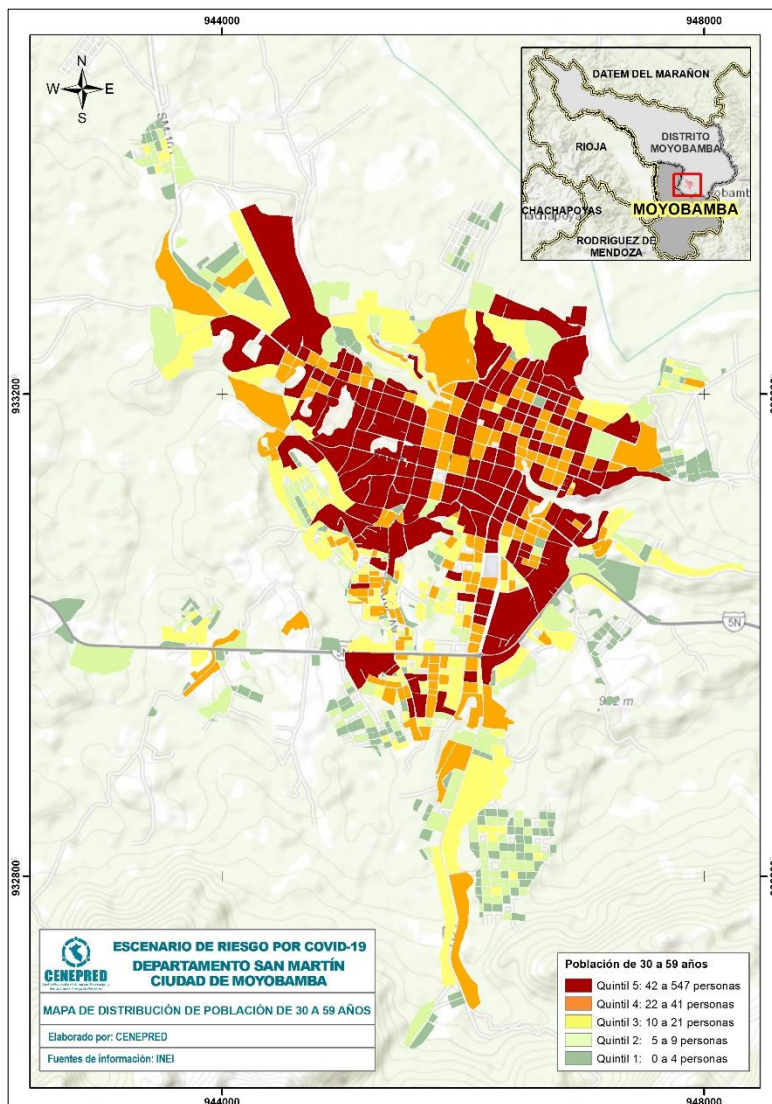 944000
948000
N
W
E
S
SM-101
DATEM DEL MARAÑON
DISTRITO
MOYOBAMBA
RIOJA
MOYOBAMBA
CHACHAPOYAS
RODRIGUEZ DE
MENDOZA
933200
5N
5N
932800
CENEPRED
ESCENARIO DE RIESGO POR COVID-19
DEPARTAMENTO SAN MARTÍN
CIUDAD DE MOYOBAMBA
MAPA DE DISTRIBUCIÓN DE POBLACIÓN DE 30 A 59 AÑOS
Elaborado por: CENEPRED
Fuentes de información: INEI
Población de 30 a 59 años
Quintil 5: 42 a 547 personas
Quintil 4: 22 a 41 personas
Quintil 3: 10 a 21 personas
Quintil 2: 5 a 9 personas
Quintil 1: 0 a 4 personas
944000
948000